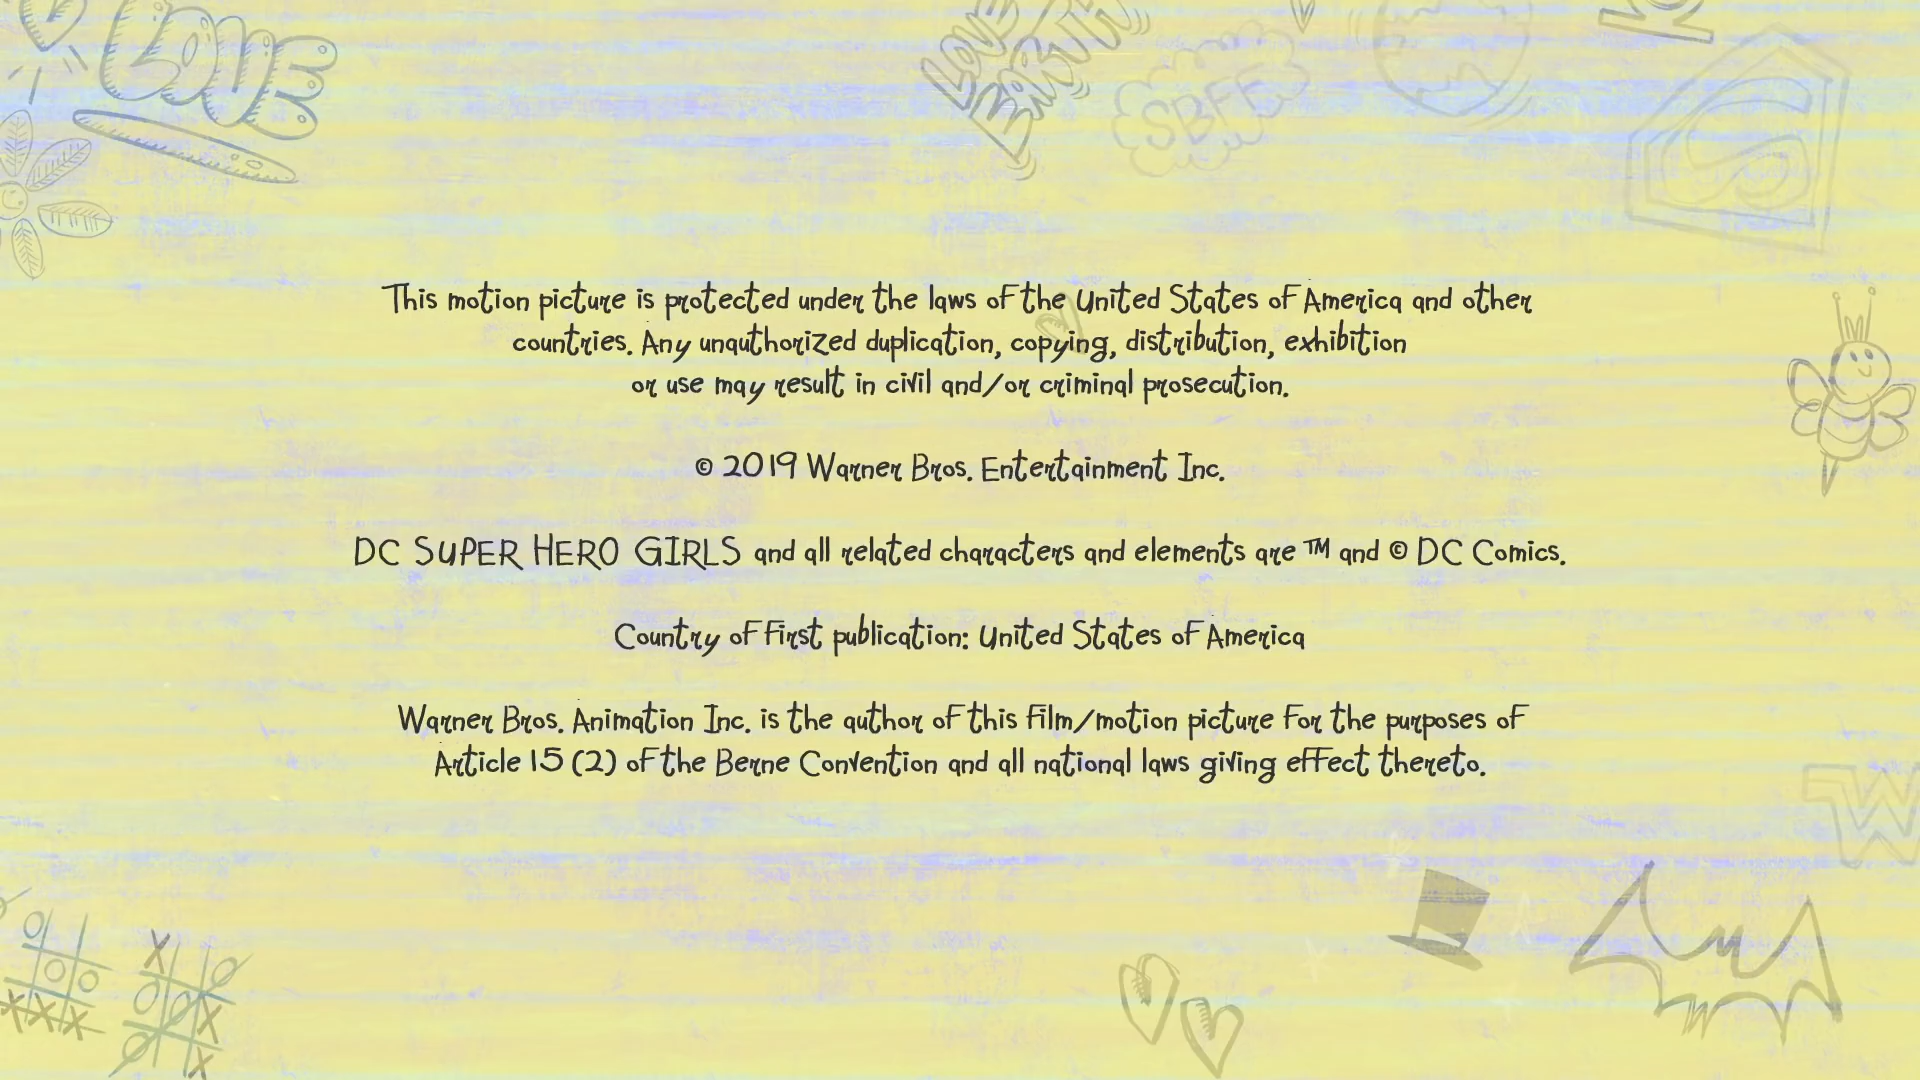 LOVE
LOVE
EARTH
SBFF
This motion picture is protected under the laws of the United States of America and other
countries. Any unauthorized duplication, copying, distribution, exhibition
or use may result in civil and/or criminal prosecution.
© 2019 Warner Bros. Entertainment Inc.
DC SUPER HERO GIRLS and all related characters and elements are ™ and © DC Comics.
Country of first publication: United States of America
Warner Bros. Animation Inc. is the author of this film/motion picture for the purposes of
Article 15 (2) of the Berne Convention and all national laws giving effect thereto.
W